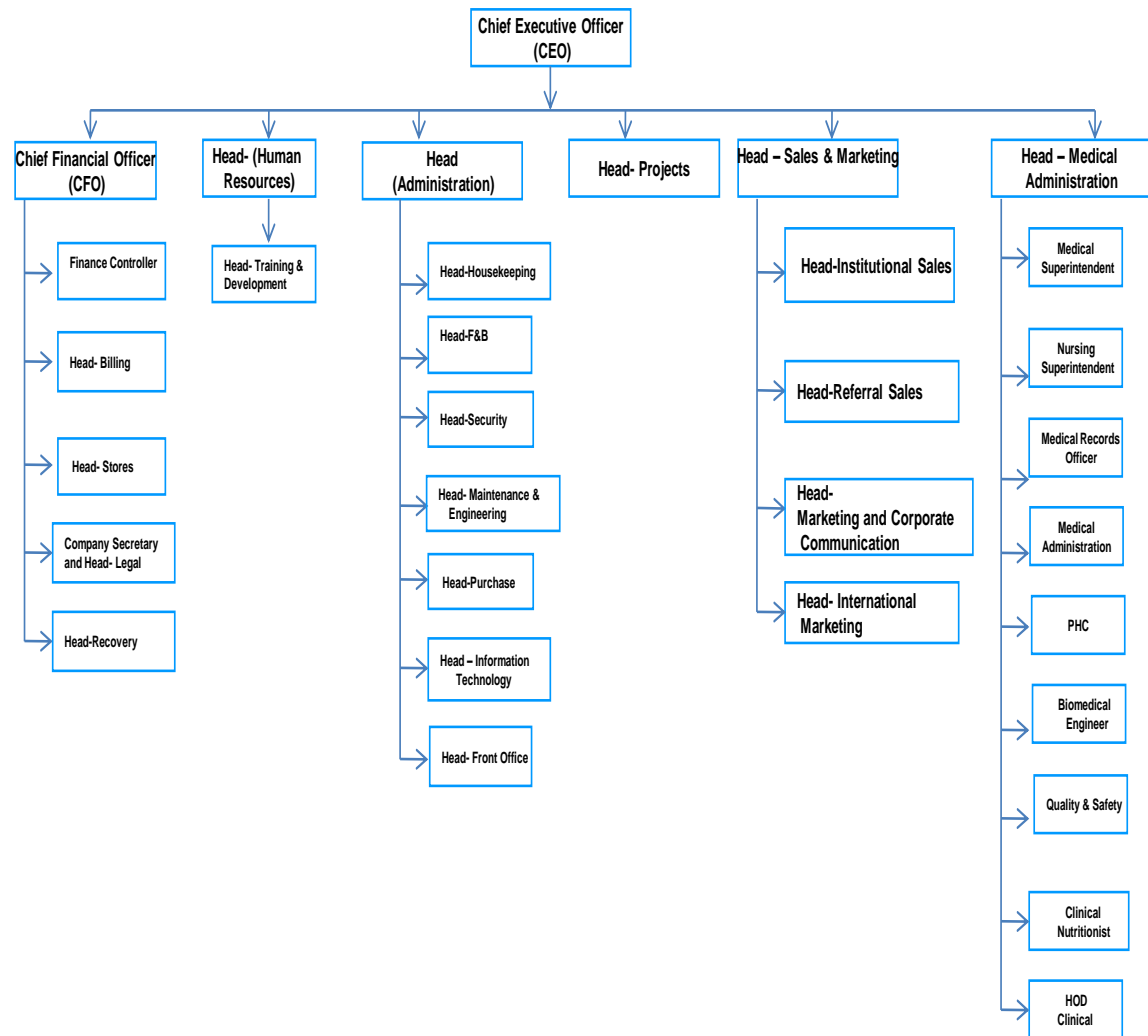 Chief Executive Officer
(CEO)
Chief Financial Officer
(CFO)
Head- (Human
Resources)
Head
(Administration)
Head- Projects
Head – Sales & Marketing
Head – Medical
Administration
Finance Controller
Head- Billing
Head- Stores
Company Secretary
and Head- Legal
Head-Recovery
Head- Training &
Development
Head-Housekeeping
Head-F&B
Head-Security
Head- Maintenance &
Engineering
Head-Purchase
Head – Information
Technology
Head- Front Office
Head-Institutional Sales
Head-Referral Sales
Head-
Marketing and Corporate
Communication
Head- International
Marketing
Medical
Superintendent
Nursing
Superintendent
Medical Records
Officer
Medical
Administration
PHC
Biomedical
Engineer
Quality & Safety
Clinical
Nutritionist
HOD
Clinical